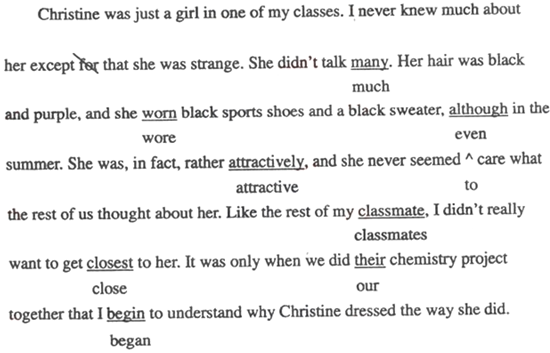 Christine was just a girl in one of my classes. I never knew much about
her except for that she was strange. She didn't talk many. Her hair was black
much
and purple, and she worn black sports shoes and a black sweater, although in the
wore even
summer. She was, in fact, rather attractively, and she never seemed ^ care what
attractive to
the rest of us thought about her. Like the rest of my classmate, I didn't really
classmates
want to get closest to her. It was only when we did their chemistry project
close our
together that I begin to understand why Christine dressed the way she did.
began